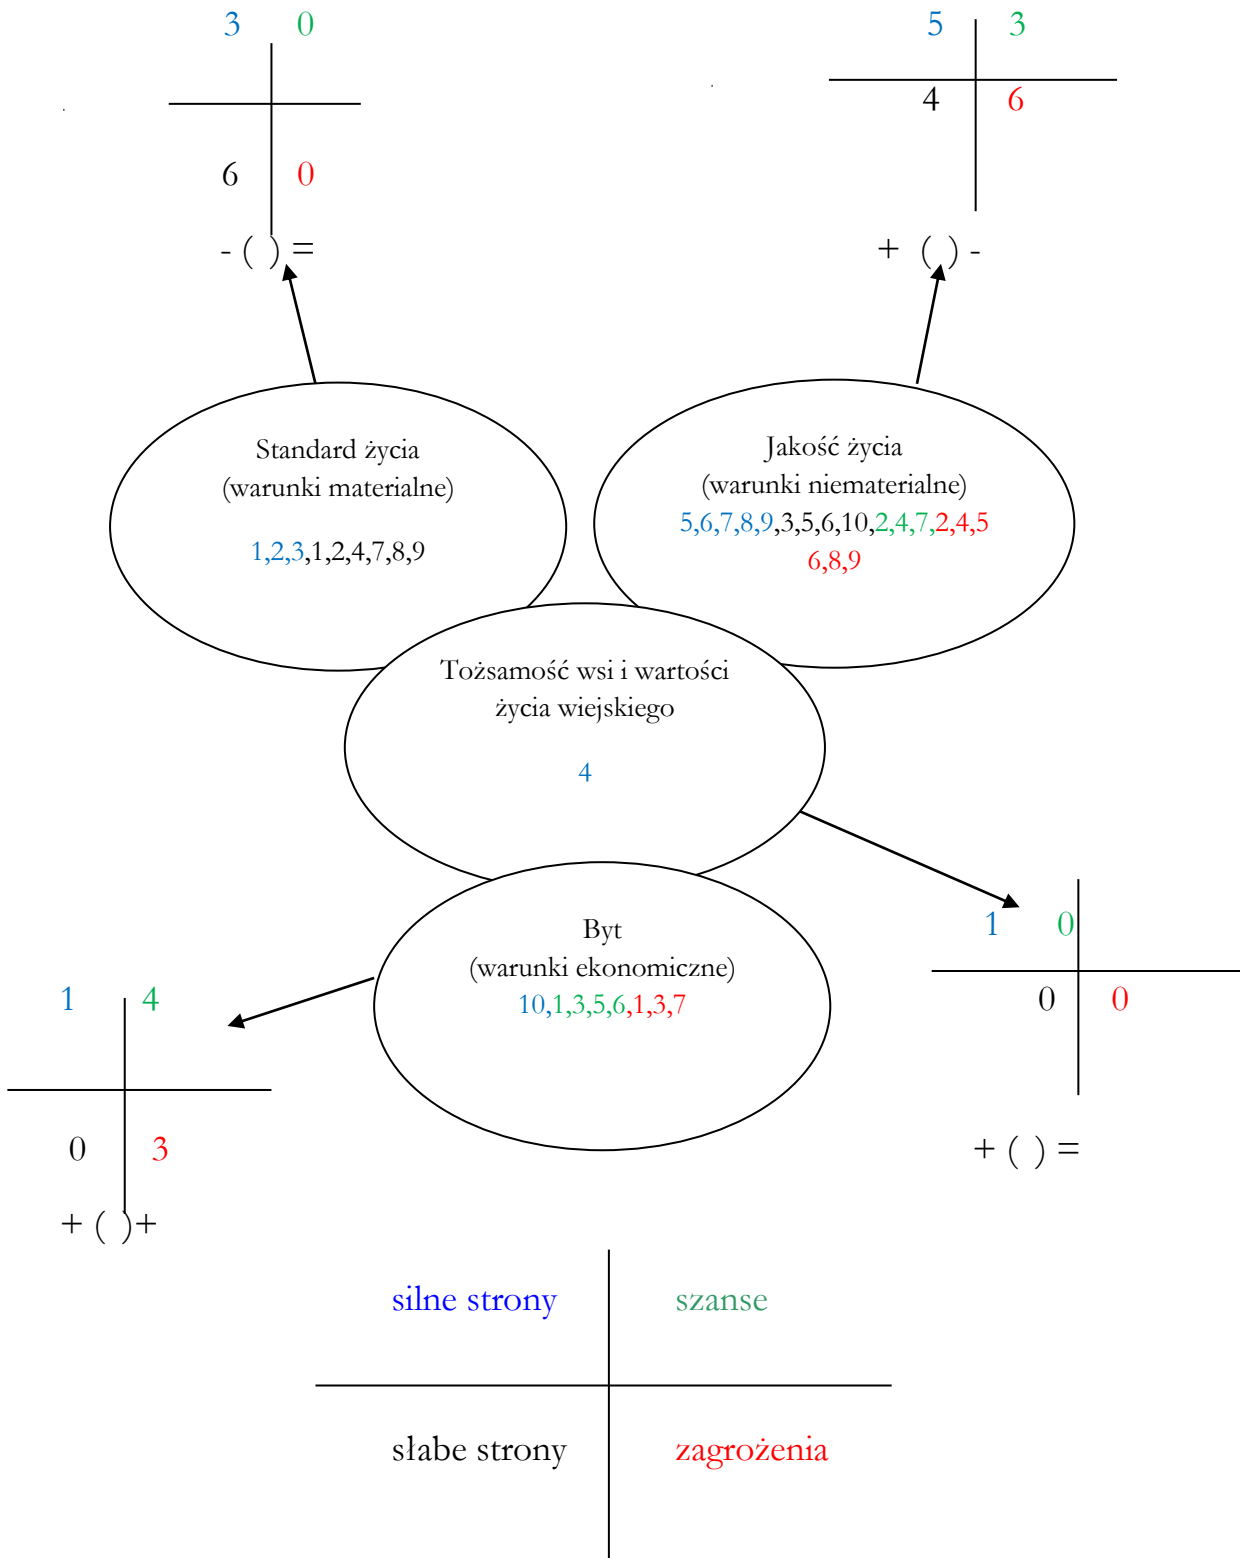 3 0
6 0
- ( ) =
5 3
4 6
+ ( ) -
Standard życia
(warunki materialne)
1,2,3,1,2,4,7,8,9
Jakość życia
(warunki niematerialne)
5,6,7,8,9,3,5,6,10,2,4,7,2,4,5
6,8,9
Tożsamość wsi i wartości
życia wiejskiego
4
Byt
(warunki ekonomiczne)
10,1,3,5,6,1,3,7
1 0
0 0
+ ( ) =
1 4
0 3
+ ( )+
silne strony szanse
słabe strony zagrożenia